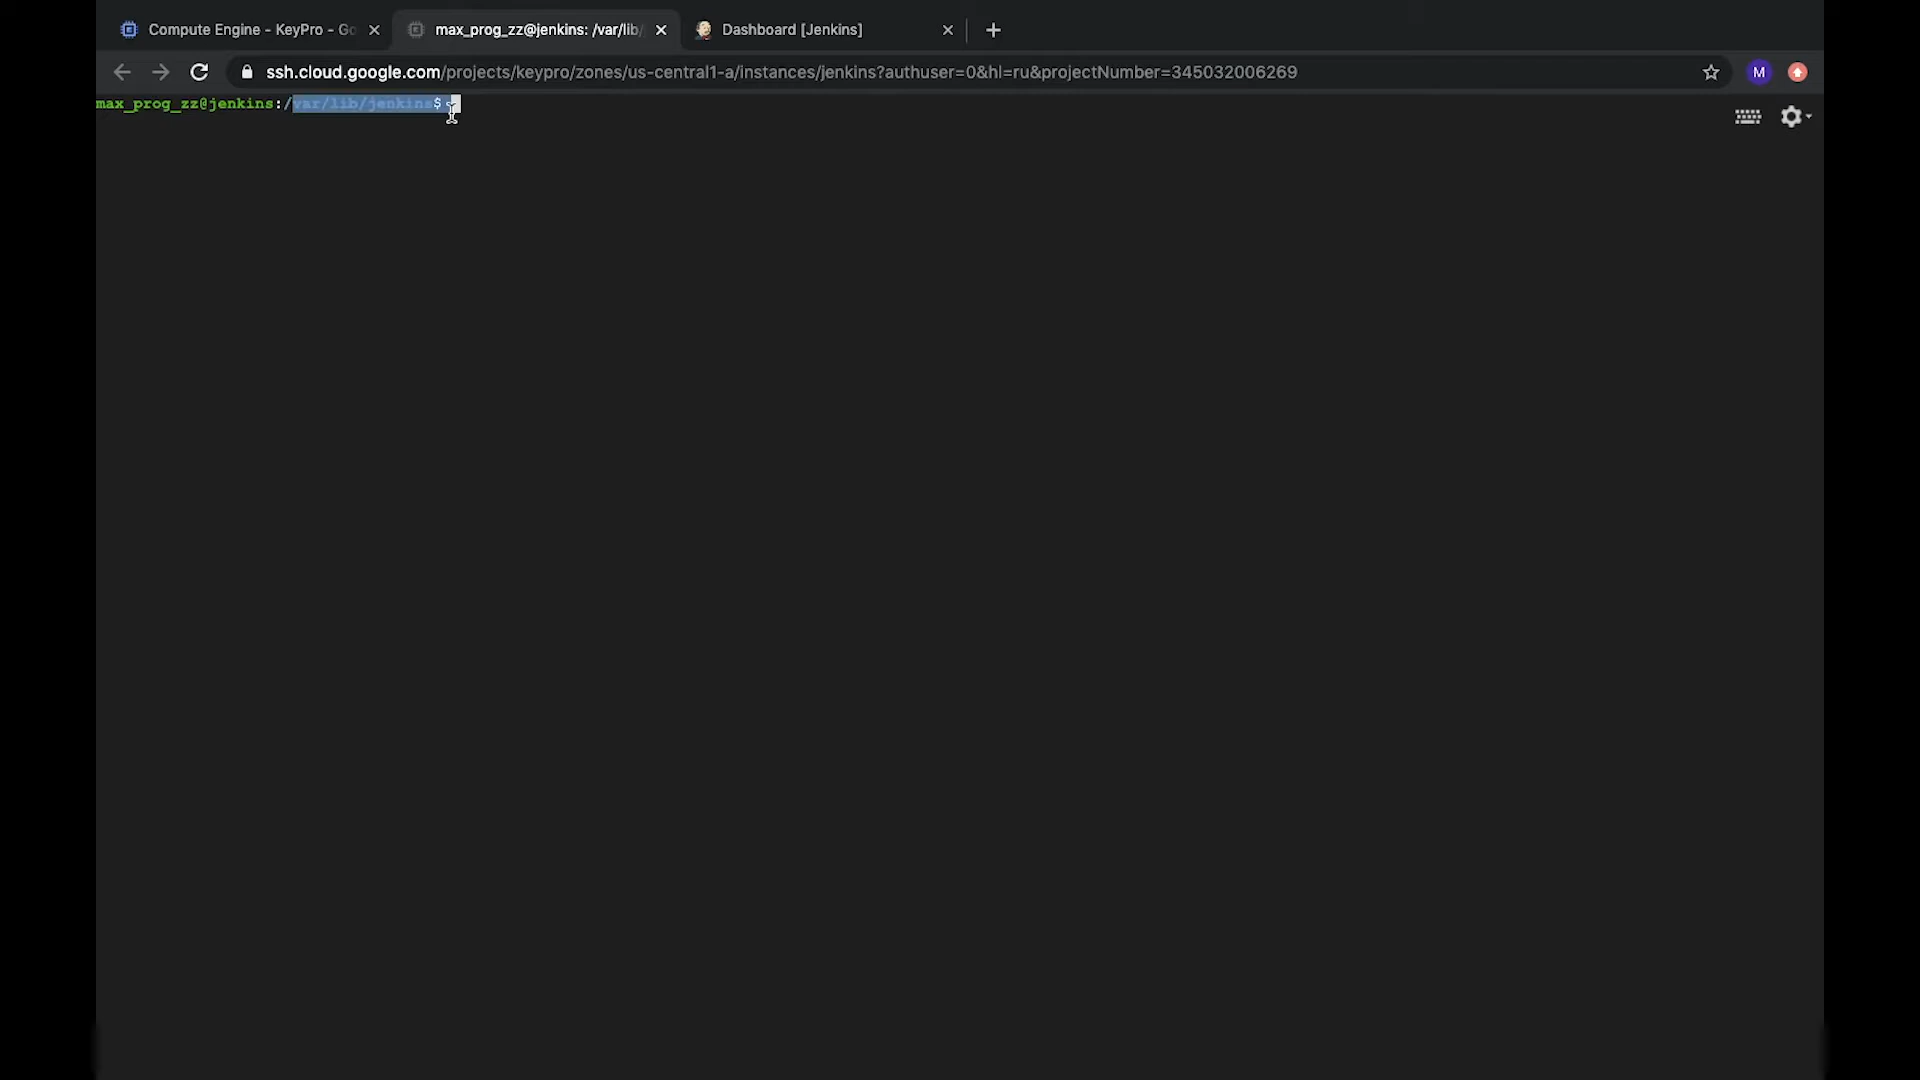 Compute Engine - KeyPro - Go
max_prog_zz@jenkins: /var/lib/
Dashboard [Jenkins]
ssh.cloud.google.com/projects/keypro/zones/us-central1-a/instances/jenkins?authuser=0&hl=ru&projectNumber=345032006269
M
max_prog_zz@jenkins:/var/lib/jenkins$